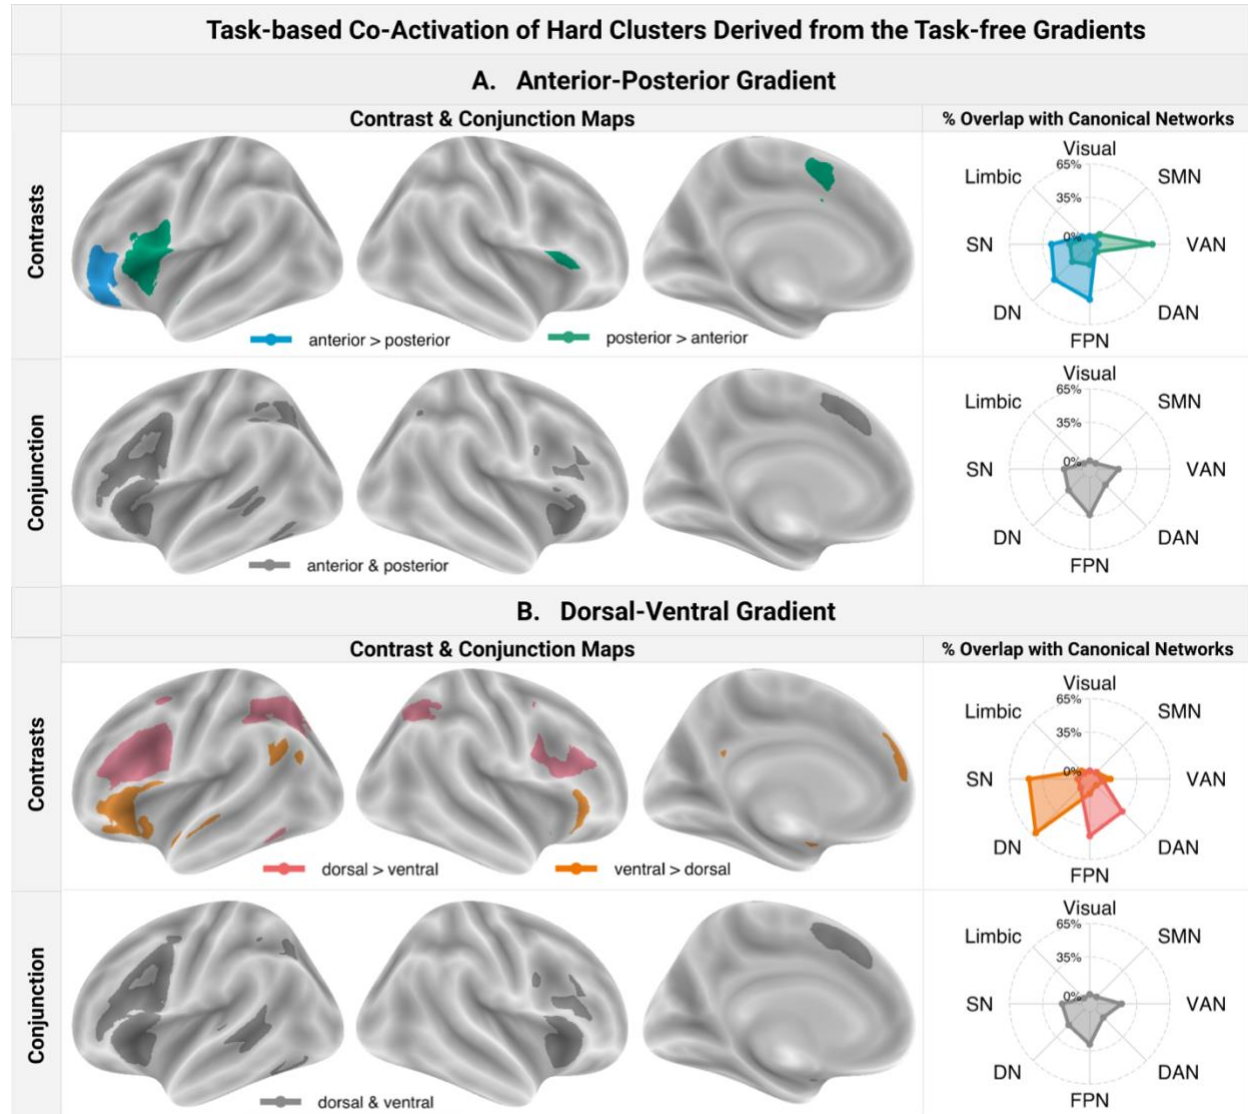 Task-based Co-Activation of Hard Clusters Derived from the Task-free Gradients
A. Anterior-Posterior Gradient
Contrast & Conjunction Maps
% Overlap with Canonical Networks
Contrasts
anterior > posterior
posterior > anterior
Visual
65%
Limbic
SMN
35%
0%
SN
VAN
DN
DAN
FPN
Conjunction
anterior & posterior
Visual
65%
Limbic
SMN
35%
0%
SN
VAN
DN
DAN
FPN
B. Dorsal-Ventral Gradient
Contrast & Conjunction Maps
% Overlap with Canonical Networks
Contrasts
dorsal > ventral
ventral > dorsal
Visual
65%
Limbic
SMN
35%
0%
SN
VAN
DN
DAN
FPN
Conjunction
dorsal & ventral
Visual
65%
Limbic
SMN
35%
0%
SN
VAN
DN
DAN
FPN